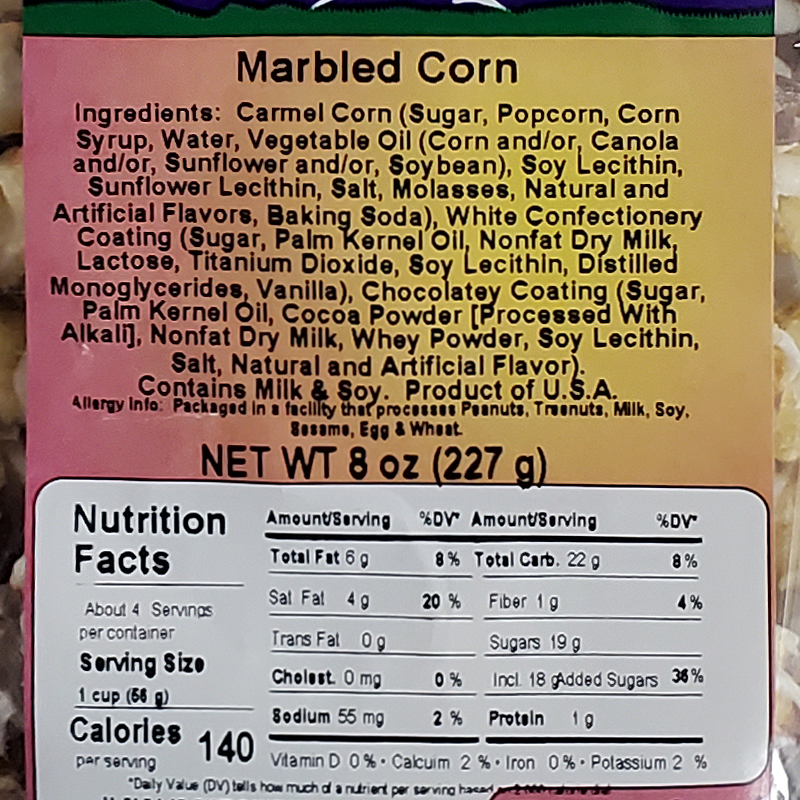 Marbled Corn
Ingredients: Carmel Corn (Sugar, Popcorn, Corn
Syrup, Water, Vegetable Oil (Corn and/or, Canola
and/or, Sunflower and/or, Soybean), Soy Lecithin,
Sunflower Lecithin, Salt, Molasses, Natural and
Artificial Flavors, Baking Soda), White Confectionery
Coating (Sugar, Palm Kernel Oil, Nonfat Dry Milk,
Lactose, Titanium Dioxide, Soy Lecithin, Distilled
Monoglycerides, Vanilla), Chocolatey Coating (Sugar,
Palm Kernel Oil, Cocoa Powder [Processed With
Alkali], Nonfat Dry Milk, Whey Powder, Soy Lecithin,
Salt, Natural and Artificial Flavor).
Contains Milk & Soy. Product of U.S.A.
Allergy Info: Packaged in a facility that processes Peanuts, Treenuts, Milk, Soy,
Sesame, Egg & Wheat.
NET WT 8 oz (227 g)
Nutrition
Facts
About 4 Servings
per container
Serving Size
1 cup (56 g)
Calories 140
per serving
Amount/Serving %DV* Amount/Serving %DV*
Total Fat 6 g 8% Total Carb. 22 g 8%
Sat Fat 4 g 20 % Fiber 1 g 4%
Trans Fat 0 g Sugars 19 g
Cholest. 0 mg 0 % Incl. 18 g Added Sugars 36%
Sodium 55 mg 2 % Protein 1 g
Vitamin D 0% • Calcuim 2 % • Iron 0% • Potassium 2 %
*Daily Value (DV) tells how much of a nutrient per serving based